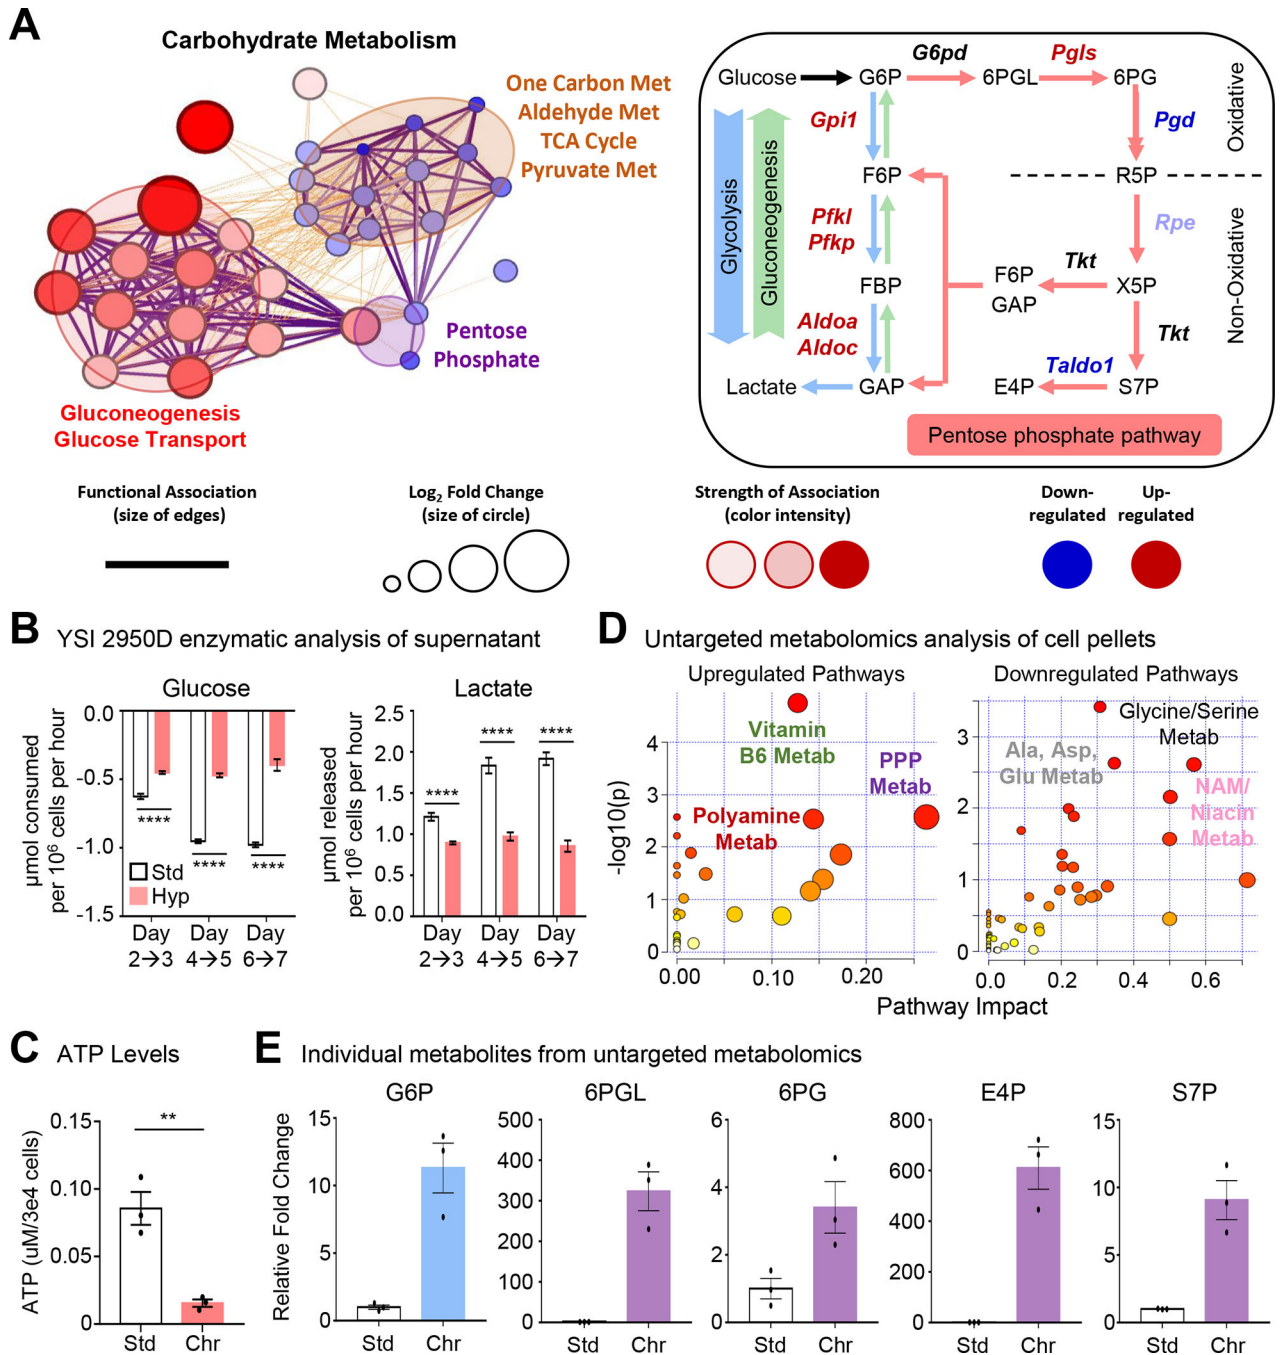 A
Carbohydrate Metabolism
One Carbon Met
Aldehyde Met
TCA Cycle
Pyruvate Met
Pentose
Phosphate
Gluconeogenesis
Glucose Transport
Glucose
G6P
G6pd
6PGL
Pgls
6PG
Oxidative
Gpi1
Pgd
Glycolysis
Gluconeogenesis
F6P
R5P
Pfkl
Pfkp
Rpe
Non-Oxidative
FBP
F6P
GAP
Tkt
X5P
Aldoa
Aldoc
Tkt
Taldo1
Lactate
GAP
E4P
S7P
Pentose phosphate pathway
Functional Association
(size of edges)
Log2 Fold Change
(size of circle)
Strength of Association
(color intensity)
Down-
regulated
Up-
regulated
B YSI 2950D enzymatic analysis of supernatant
Glucose
µmol consumed
per 10⁶ cells per hour
0.0
-0.5
-1.0
-1.5
****
****
****
Std
Hyp
Day
2→3
Day
4→5
Day
6→7
Lactate
µmol released
per 10⁶ cells per hour
2.5
2.0
1.5
1.0
0.5
0.0
****
****
****
Day
2→3
Day
4→5
Day
6→7
D Untargeted metabolomics analysis of cell pellets
Upregulated Pathways
-log10(p)
4
3
2
1
0
Vitamin
B6 Metab
PPP
Metab
Polyamine
Metab
0.00
0.10
0.20
Downregulated Pathways
3
2
1
0
Glycine/Serine
Metab
Ala, Asp,
Glu Metab
NAM/
Niacin
Metab
0.0
0.2
0.4
0.6
Pathway Impact
C ATP Levels
ATP (uM/3e4 cells)
0.15
0.10
0.05
0
**
Std
Chr
E Individual metabolites from untargeted metabolomics
Relative Fold Change
G6P
15
10
5
0
Std
Chr
6PGL
500
400
300
200
100
0
Std
Chr
6PG
6
4
2
0
Std
Chr
E4P
800
600
400
200
0
Std
Chr
S7P
15
10
5
0
Std
Chr